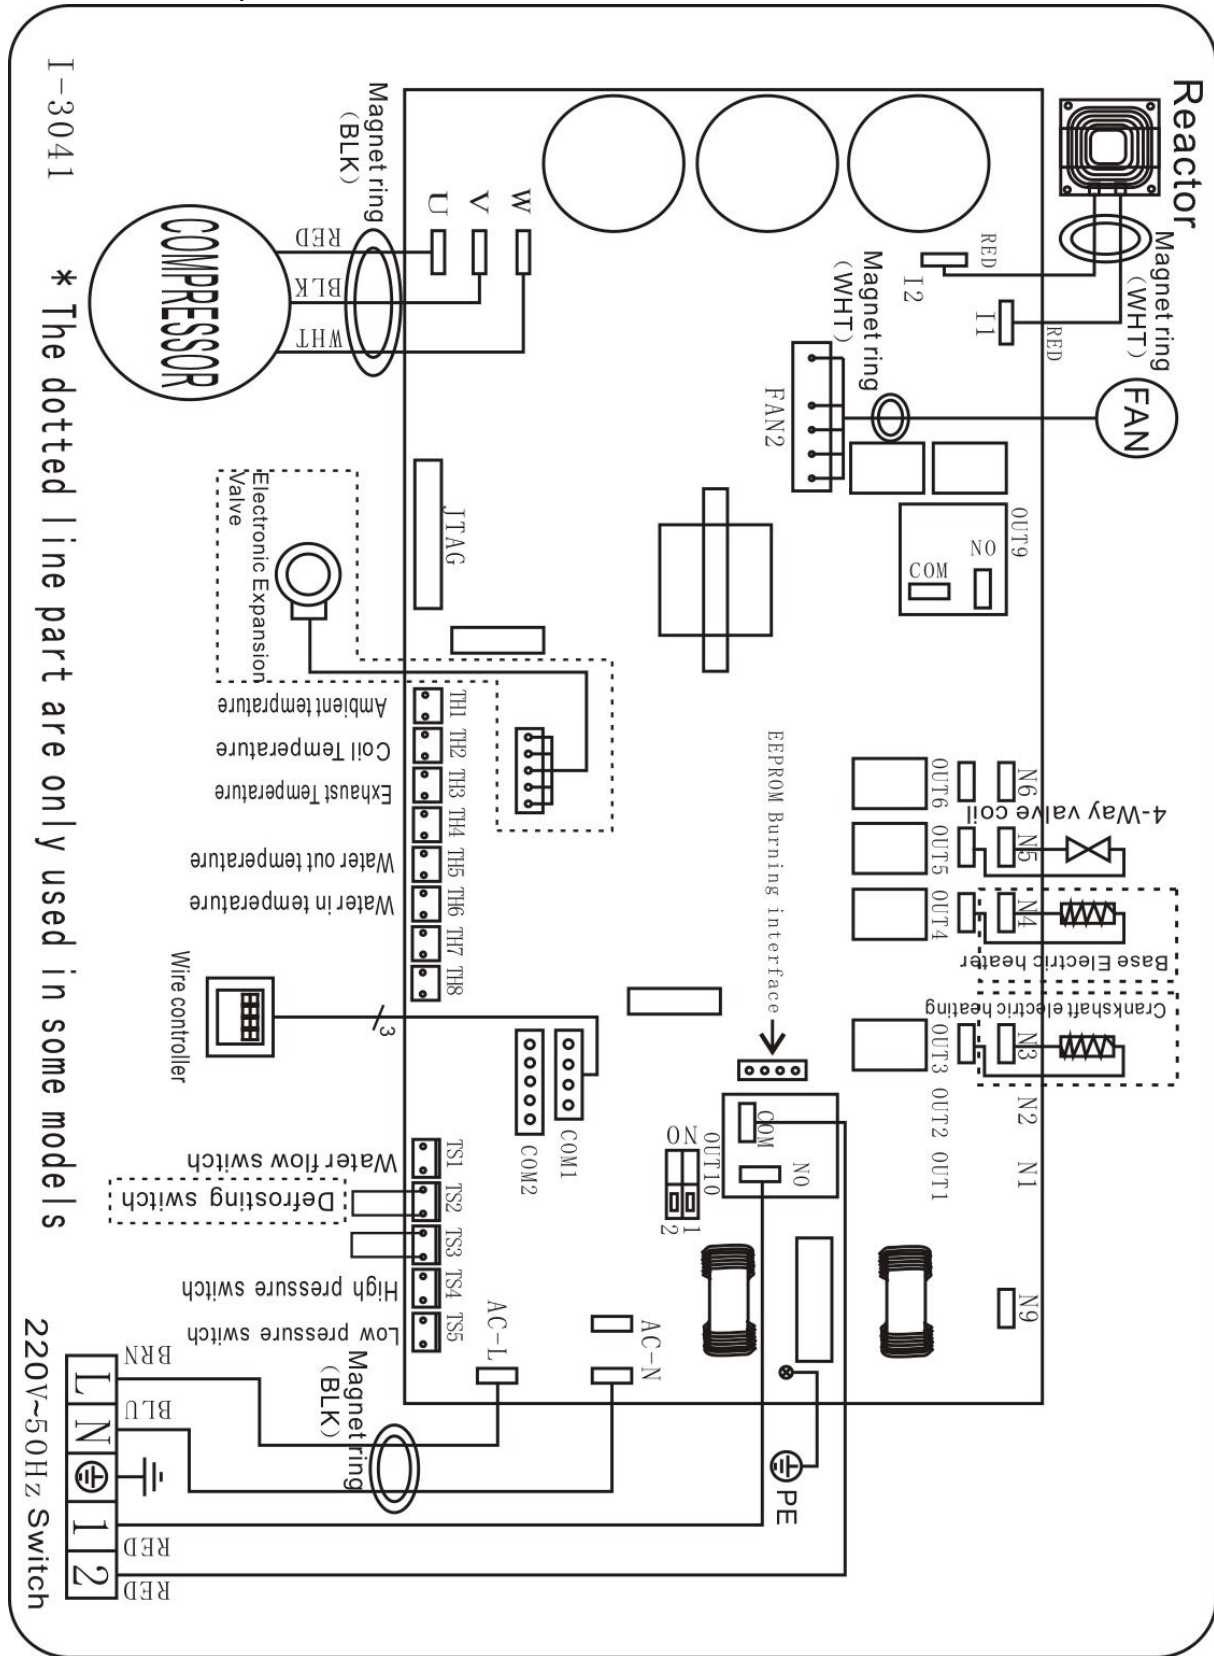 Reactor
Magnet ring
(WHT)
RED
RED
I2
I1
FAN
Magnet ring
(WHT)
FAN2
Magnet ring
(BLK)
U
V
W
RED
BLK
WHT
COMPRESSOR
I-3041
* The dotted line part are only used in some models
Electronic Expansion
Valve
JTAG
OUT9
NO
COM
Ambient temprature
Coil Temperature
Exhaust Temperature
Water out temperature
Water in temperature
TH1
TH2
TH3
TH4
TH5
TH6
TH7
TH8
Wire controller
3
EEPROM Burning interface
OUT6
OUT5
OUT4
OUT3
OUT2
OUT1
N6
N5
N4
N3
N2
N1
N9
4-Way valve coil
Base Electric heater
Crankshaft electric heating
COM1
COM2
COM
NO
OUT10
ON
1
2
Water flow switch
Defrosting switch
High pressure switch
Low pressure switch
TS1
TS2
TS3
TS4
TS5
AC-L
AC-N
Magnet ring
(BLK)
PE
BRN
BLU
RED
RED
L
N
1
2
220V~50Hz Switch